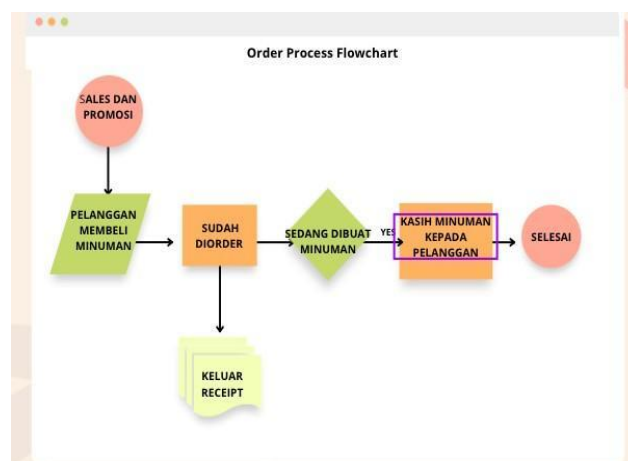 Order Process Flowchart
SALES DAN
PROMOSI
PELANGGAN
MEMBELI
MINUMAN
SUDAH
DIORDER
SEDANG DIBUAT
MINUMAN
YES
KASIH MINUMAN
KEPADA
PELANGGAN
SELESAI
KELUAR
RECEIPT